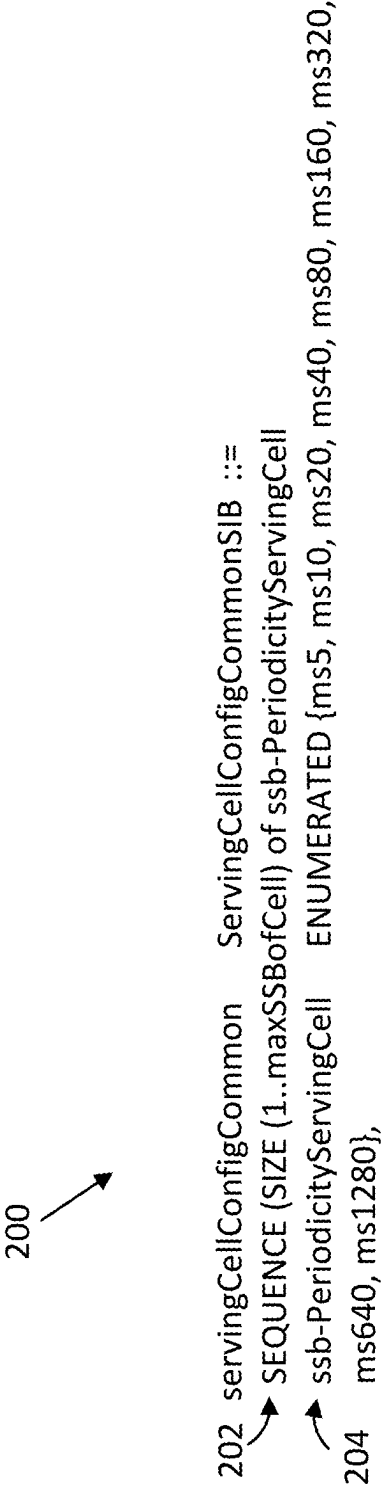 200
servingCellConfigCommon ServingCellConfigCommonSIB ::=
202 SEQUENCE (SIZE (1..maxSSBofCell) of ssb-PeriodicityServingCell
ssb-PeriodicityServingCell ENUMERATED {ms5, ms10, ms20, ms40, ms80, ms160, ms320,
204 ms640, ms1280},